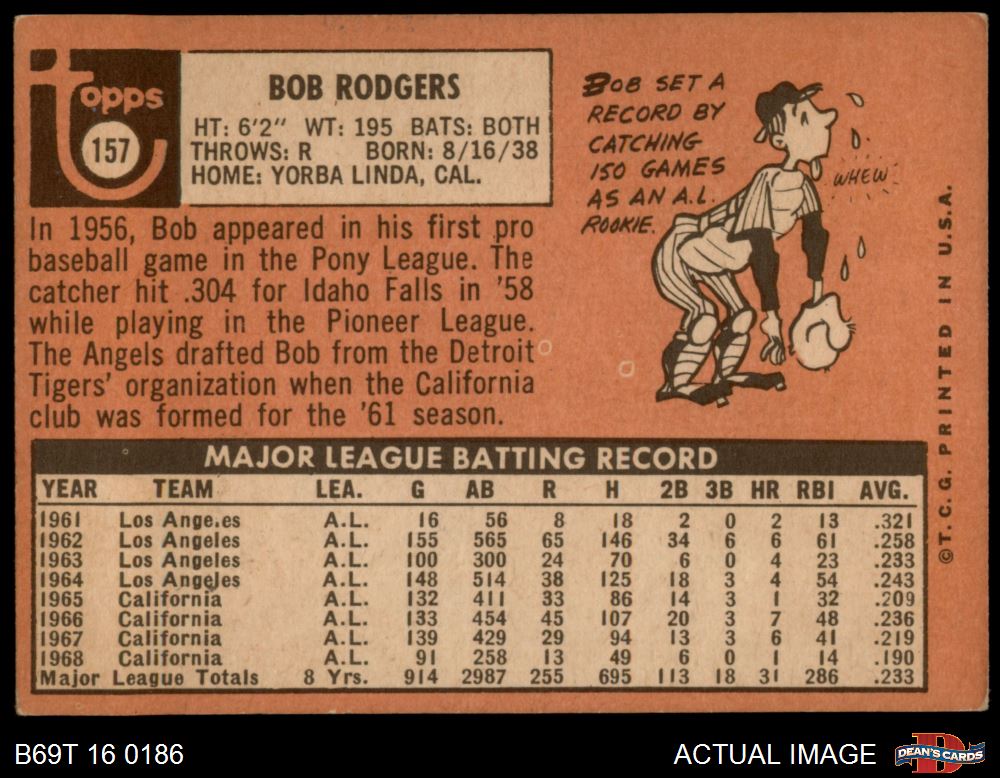 topps
157
BOB RODGERS
HT: 6'2" WT: 195 BATS: BOTH
THROWS: R BORN: 8/16/38
HOME: YORBA LINDA, CAL.
BOB SET A
RECORD BY
CATCHING
150 GAMES
AS AN A.L.
ROOKIE.
WHEW
In 1956, Bob appeared in his first pro
baseball game in the Pony League. The
catcher hit .304 for Idaho Falls in '58
while playing in the Pioneer League.
The Angels drafted Bob from the Detroit
Tigers' organization when the California
club was formed for the '61 season.
MAJOR LEAGUE BATTING RECORD
YEAR TEAM LEA. G AB R H 2B 3B HR RBI AVG.
1961 Los Angeles A.L. 16 56 8 18 2 0 2 13 .321
1962 Los Angeles A.L. 155 565 65 146 34 6 6 61 .258
1963 Los Angeles A.L. 100 300 24 70 6 0 4 23 .233
1964 Los Angeles A.L. 148 514 38 125 18 3 4 54 .243
1965 California A.L. 132 411 33 86 14 3 1 32 .209
1966 California A.L. 133 454 45 107 20 3 7 48 .236
1967 California A.L. 139 429 29 94 13 3 6 41 .219
1968 California A.L. 91 258 13 49 6 0 1 14 .190
Major League Totals 8 Yrs. 914 2987 255 695 113 18 31 286 .233
©T. C. G. PRINTED IN U.S.A.
B69T 16 0186
ACTUAL IMAGE
DEAN'S CARDS